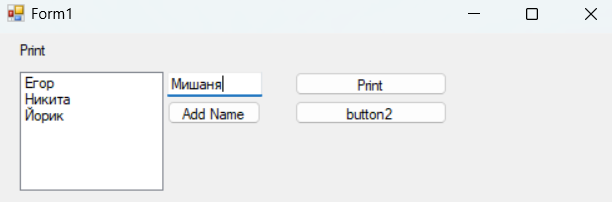 Form1
Print
Егор
Никита
Йорик
Мишаня
Add Name
Print
button2